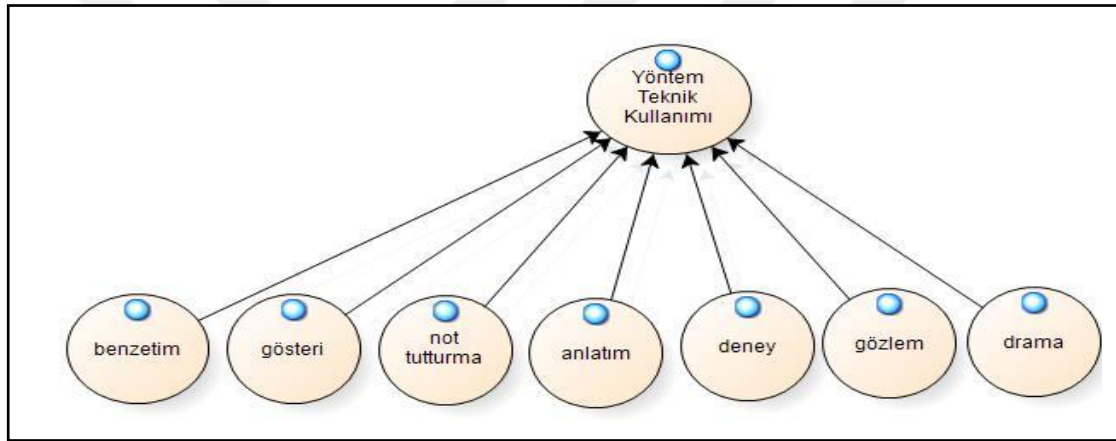 Yöntem
Teknik
Kullanımı
benzetim
gösteri
not
tutturma
anlatım
deney
gözlem
drama